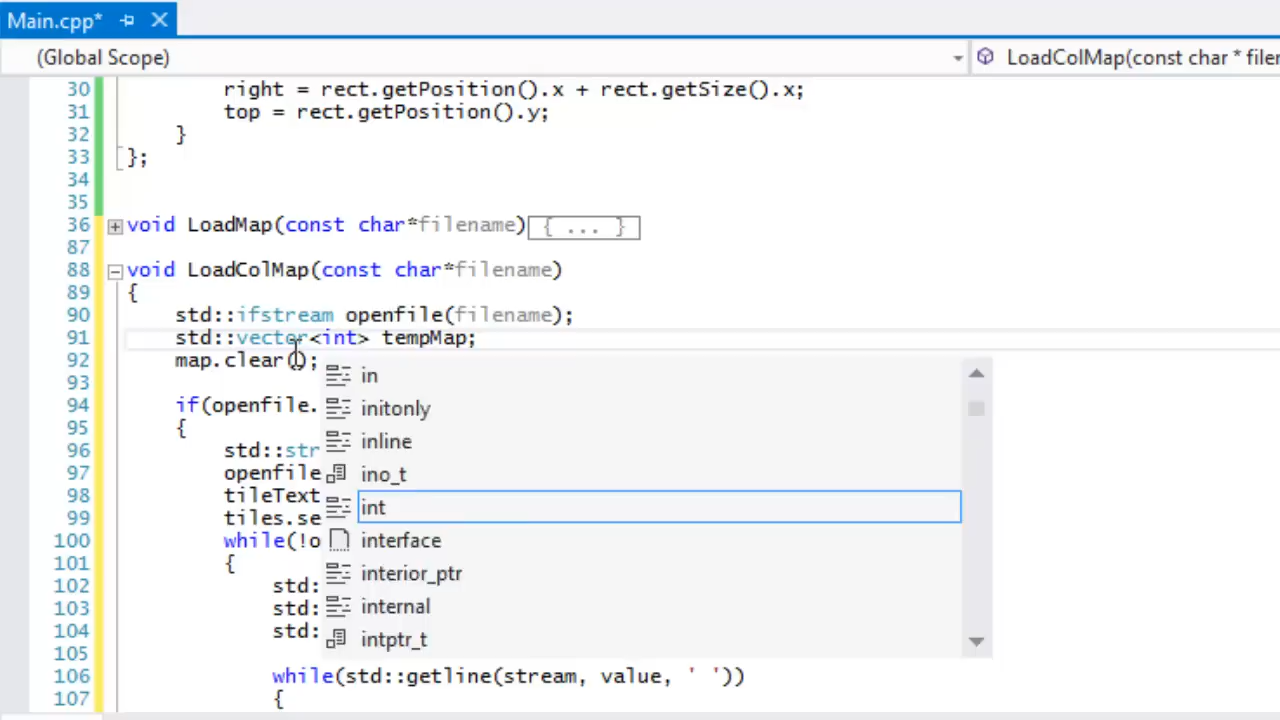 Main.cpp*
(Global Scope) LoadColMap(const char * filer
30 right = rect.getPosition().x + rect.getSize().x;
31 top = rect.getPosition().y;
32 }
33 };
34
35
36 void LoadMap(const char*filename){ ... }
87
88 void LoadColMap(const char*filename)
89 {
90 std::ifstream openfile(filename);
91 std::vector<int> tempMap;
92 map.clear();
93
94 if(openfile.
95 {
96 std::str
97 openfile
98 tileText
99 tiles.se
100 while(!o
101 {
102 std:
103 std:
104 std:
105
106 while(std::getline(stream, value, ' '))
107 {
in
initonly
inline
ino_t
int
interface
interior_ptr
internal
intptr_t